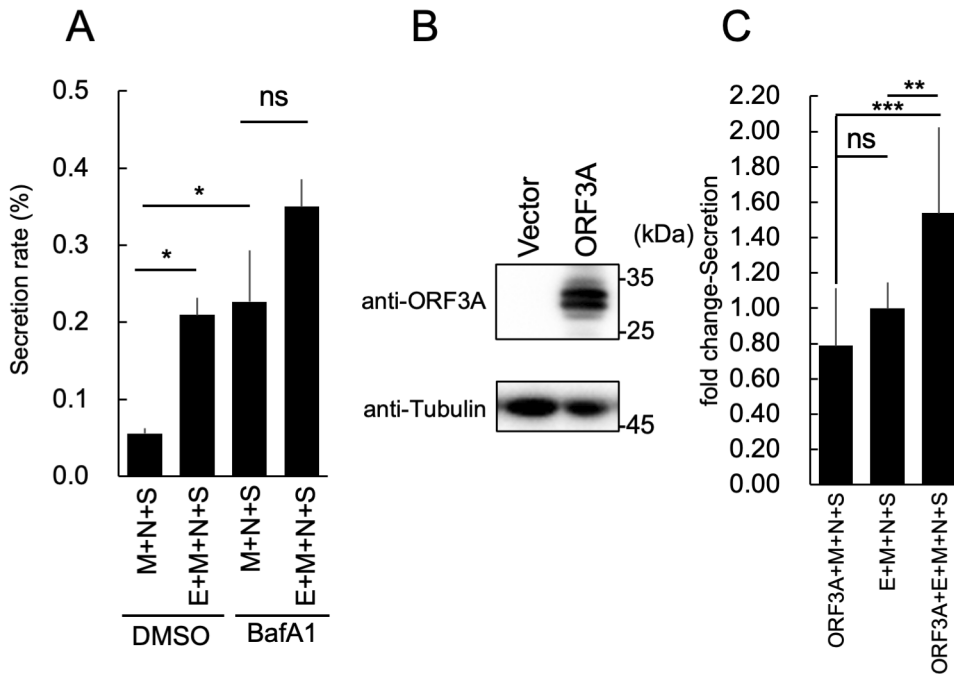 A
Secretion rate (%)
0.5
0.4
0.3
0.2
0.1
0.0
*
*
ns
M+N+S
E+M+N+S
M+N+S
E+M+N+S
DMSO
BafA1
B
Vector
ORF3A
(kDa)
anti-ORF3A
-35
-25
anti-Tubulin
-45
C
fold change-Secretion
2.20
2.00
1.80
1.60
1.40
1.20
1.00
0.80
0.60
0.40
0.20
0.00
**
***
ns
ORF3A+M+N+S
E+M+N+S
ORF3A+E+M+N+S